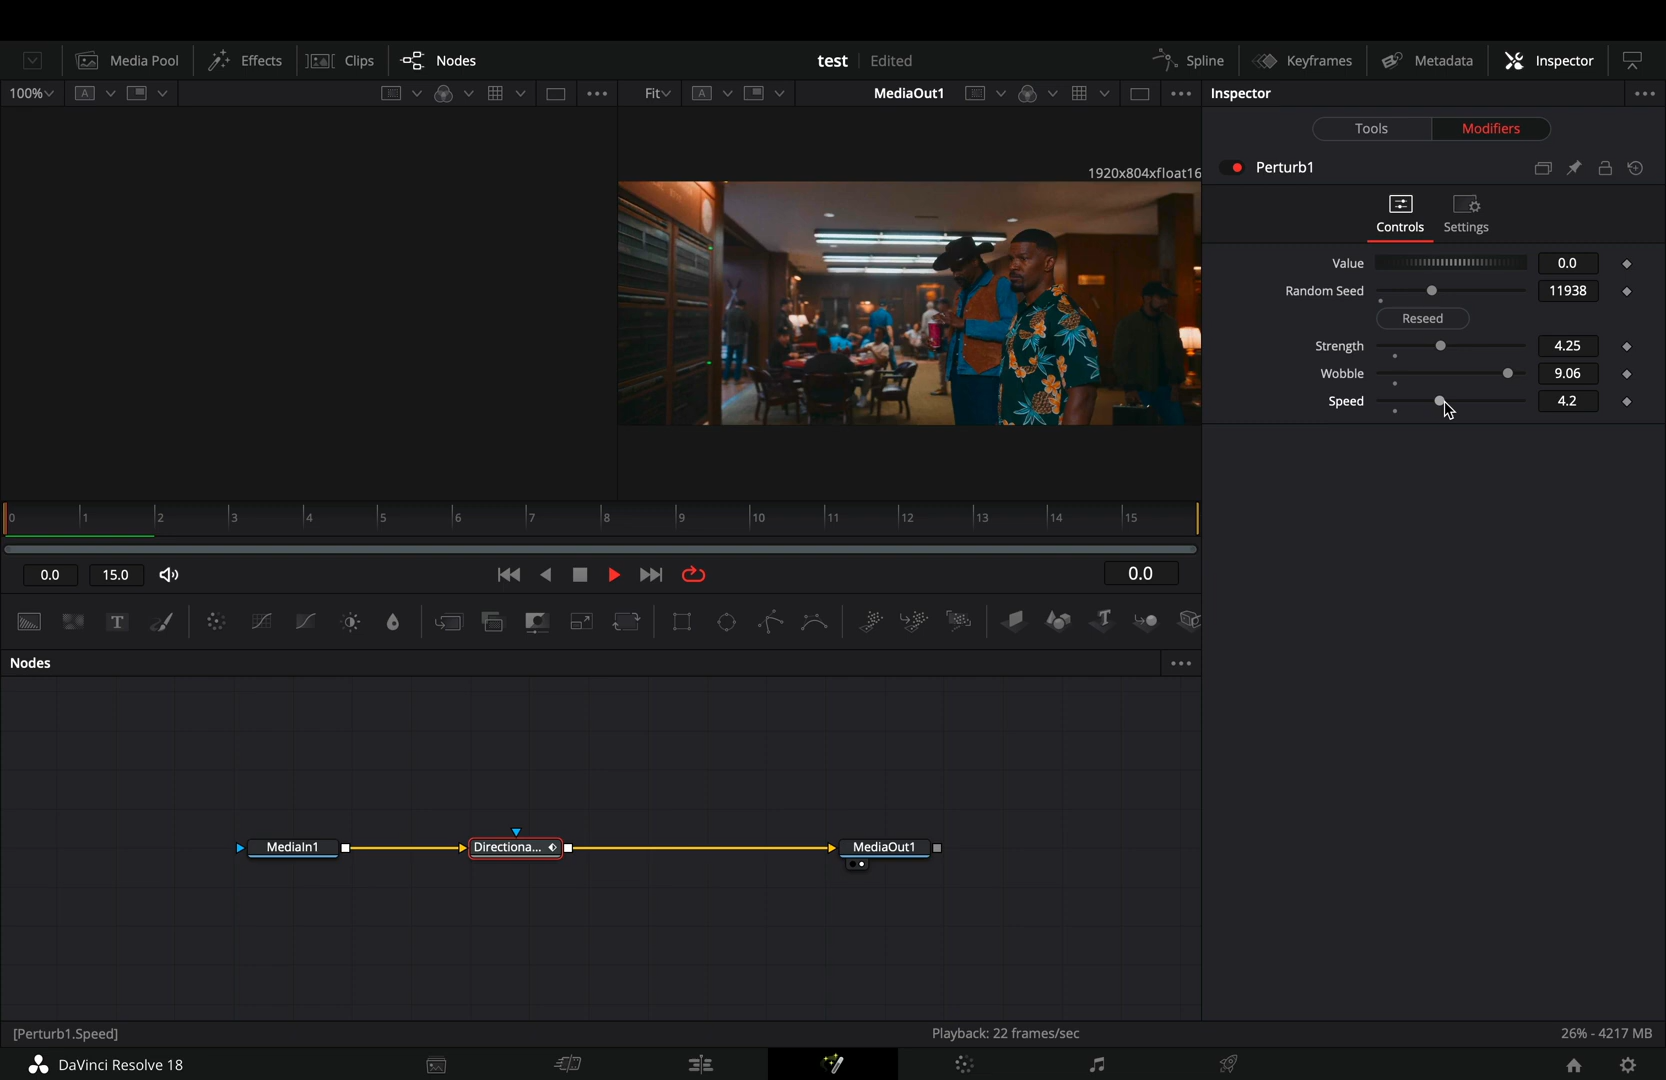 Media Pool Effects Clips Nodes test Edited Spline Keyframes Metadata Inspector
100% A Fit A MediaOut1 Inspector
Tools Modifiers
Perturb1
1920x804xfloat16
Controls Settings
Value 0.0
Random Seed 11938
Reseed
Strength 4.25
Wobble 9.06
Speed 4.2
0 1 2 3 4 5 6 7 8 9 10 11 12 13 14 15
0.0 15.0 0.0
T T
Nodes
MediaIn1 Directiona... MediaOut1
[Perturb1.Speed] Playback: 22 frames/sec 26% - 4217 MB
DaVinci Resolve 18